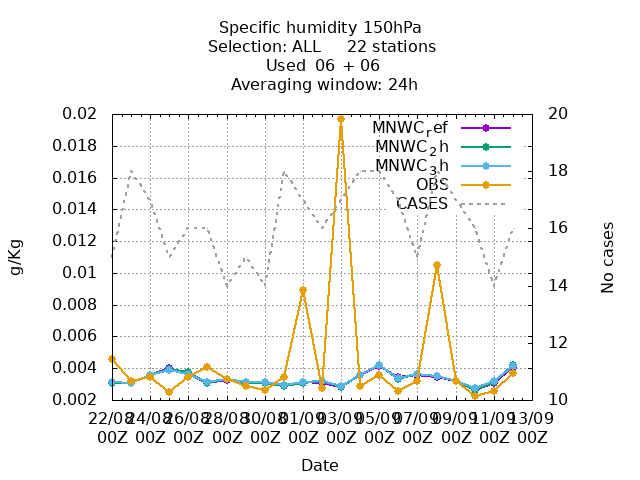 Specific humidity 150hPa
Selection: ALL 22 stations
Used 06 + 06
Averaging window: 24h
0.02
0.018
0.016
0.014
0.012
0.01
0.008
0.006
0.004
0.002
g/Kg
20
18
16
14
12
10
No cases
MNWCref
MNWC2h
MNWC3h
OBS
CASES
22/08 24/08 26/08 28/08 30/08 01/09 03/09 05/09 07/09 09/09 11/09 13/09
00Z 00Z 00Z 00Z 00Z 00Z 00Z 00Z 00Z 00Z 00Z 00Z
Date